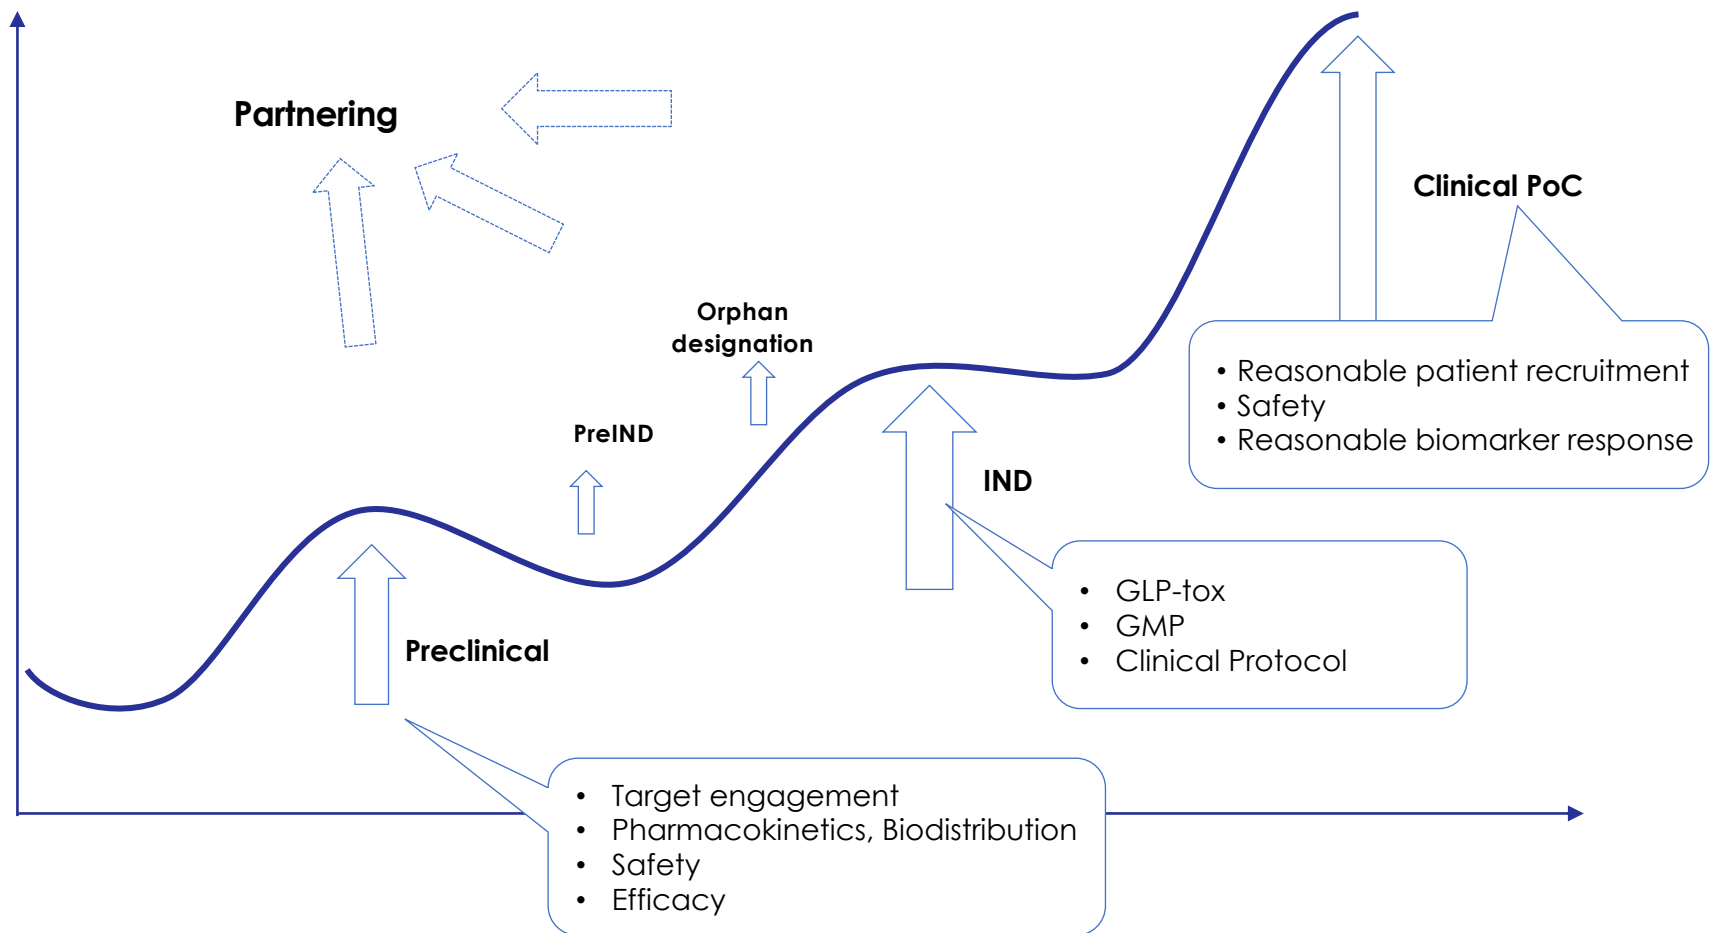 Partnering
Clinical PoC
• Reasonable patient recruitment
• Safety
• Reasonable biomarker response
Orphan
designation
PreIND
IND
• GLP-tox
• GMP
• Clinical Protocol
Preclinical
• Target engagement
• Pharmacokinetics, Biodistribution
• Safety
• Efficacy